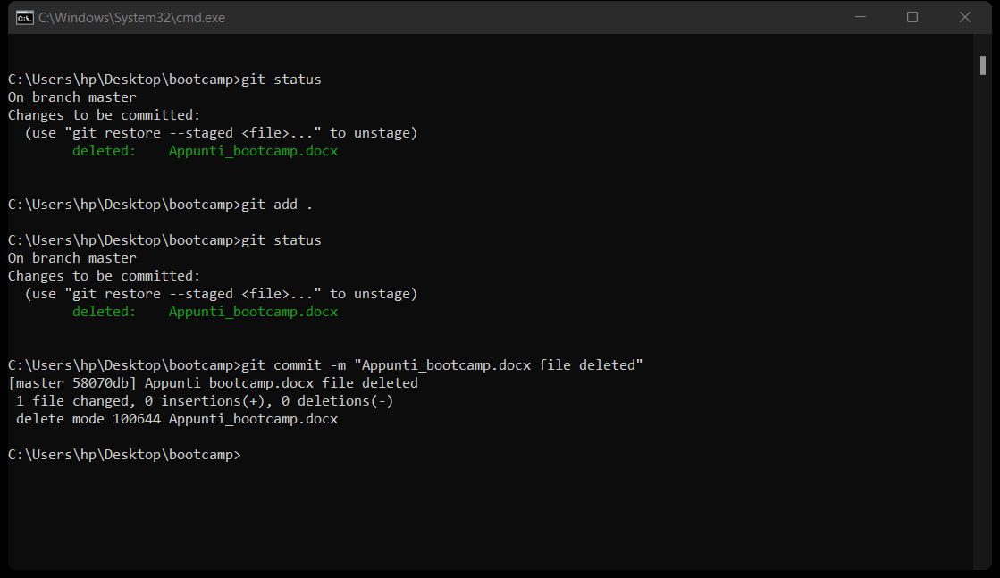 C:\Windows\System32\cmd.exe
C:\Users\hp\Desktop\bootcamp>git status
On branch master
Changes to be committed:
  (use "git restore --staged <file>..." to unstage)
        deleted:    Appunti_bootcamp.docx
C:\Users\hp\Desktop\bootcamp>git add .
C:\Users\hp\Desktop\bootcamp>git status
On branch master
Changes to be committed:
  (use "git restore --staged <file>..." to unstage)
        deleted:    Appunti_bootcamp.docx
C:\Users\hp\Desktop\bootcamp>git commit -m "Appunti_bootcamp.docx file deleted"
[master 58070db] Appunti_bootcamp.docx file deleted
 1 file changed, 0 insertions(+), 0 deletions(-)
 delete mode 100644 Appunti_bootcamp.docx
C:\Users\hp\Desktop\bootcamp>